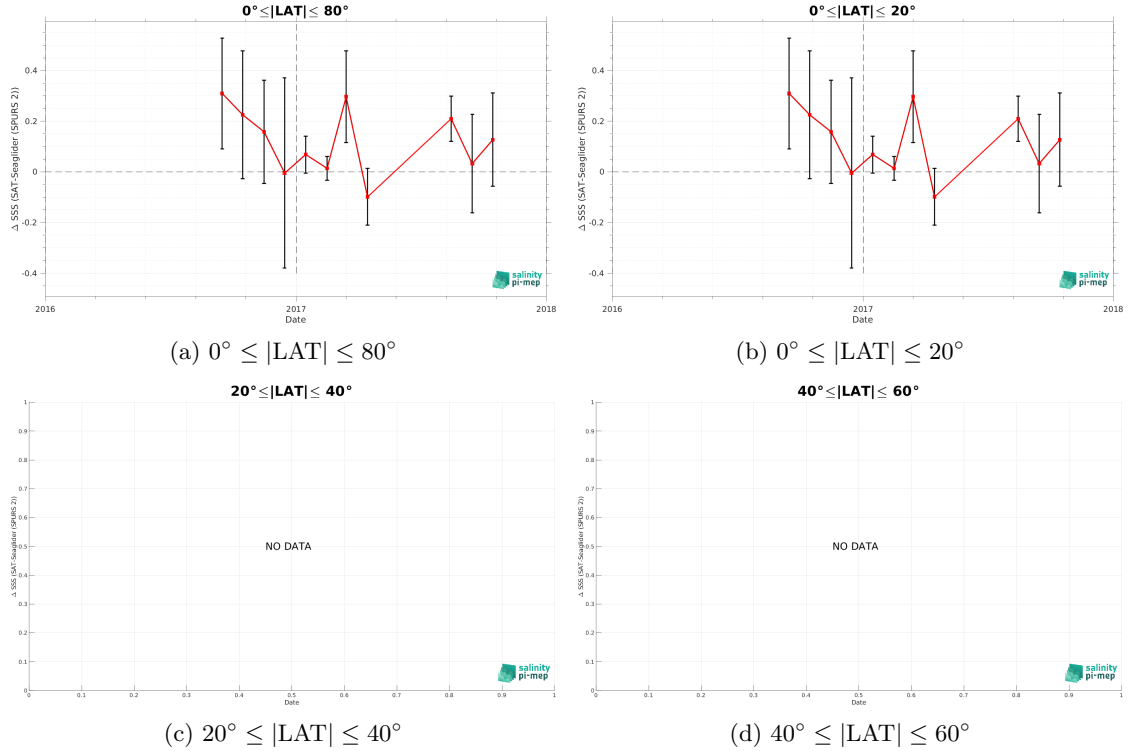 0°≤|LAT|≤ 80°
Δ SSS (SAT-Seaglider (SPURS 2))
0.4
0.2
0
-0.2
-0.4
2016
2017
2018
Date
salinity
pi-mep
(a) 0° ≤ |LAT| ≤ 80°
0°≤|LAT|≤ 20°
Δ SSS (SAT-Seaglider (SPURS 2))
0.4
0.2
0
-0.2
-0.4
2016
2017
2018
Date
salinity
pi-mep
(b) 0° ≤ |LAT| ≤ 20°
20°≤|LAT|≤ 40°
Δ SSS (SAT-Seaglider (SPURS 2))
1
0.9
0.8
0.7
0.6
0.5
0.4
0.3
0.2
0.1
0
NO DATA
0
0.1
0.2
0.3
0.4
0.5
0.6
0.7
0.8
0.9
1
Date
salinity
pi-mep
(c) 20° ≤ |LAT| ≤ 40°
40°≤|LAT|≤ 60°
Δ SSS (SAT-Seaglider (SPURS 2))
1
0.9
0.8
0.7
0.6
0.5
0.4
0.3
0.2
0.1
0
NO DATA
0
0.1
0.2
0.3
0.4
0.5
0.6
0.7
0.8
0.9
1
Date
salinity
pi-mep
(d) 40° ≤ |LAT| ≤ 60°